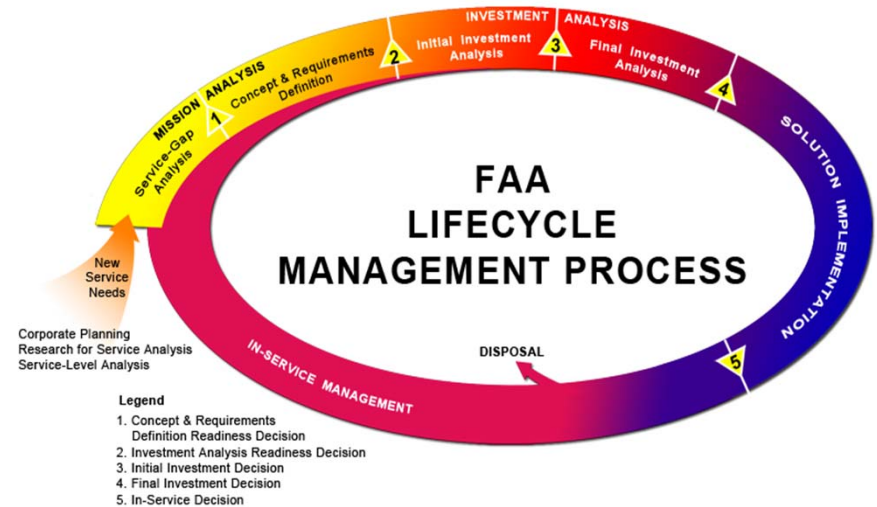 INVESTMENT ANALYSIS
Initial Investment
Analysis
Final Investment
Analysis
MISSION ANALYSIS
Concept & Requirements
Definition
Service-Gap
Analysis
1
2
3
4
5
SOLUTION IMPLEMENTATION
FAA
LIFECYCLE
MANAGEMENT PROCESS
New
Service
Needs
Corporate Planning
Research for Service Analysis
Service-Level Analysis
DISPOSAL
IN-SERVICE MANAGEMENT
Legend
1. Concept & Requirements
Definition Readiness Decision
2. Investment Analysis Readiness Decision
3. Initial Investment Decision
4. Final Investment Decision
5. In-Service Decision